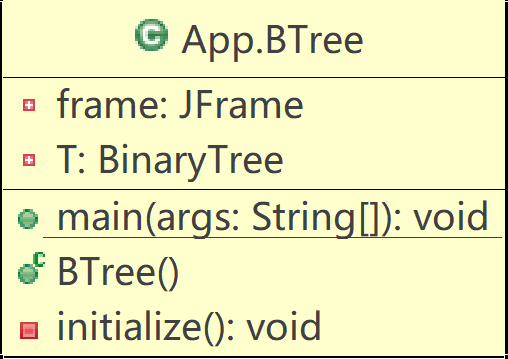 App.BTree
frame: JFrame
T: BinaryTree
main(args: String[]): void
BTree()
initialize(): void